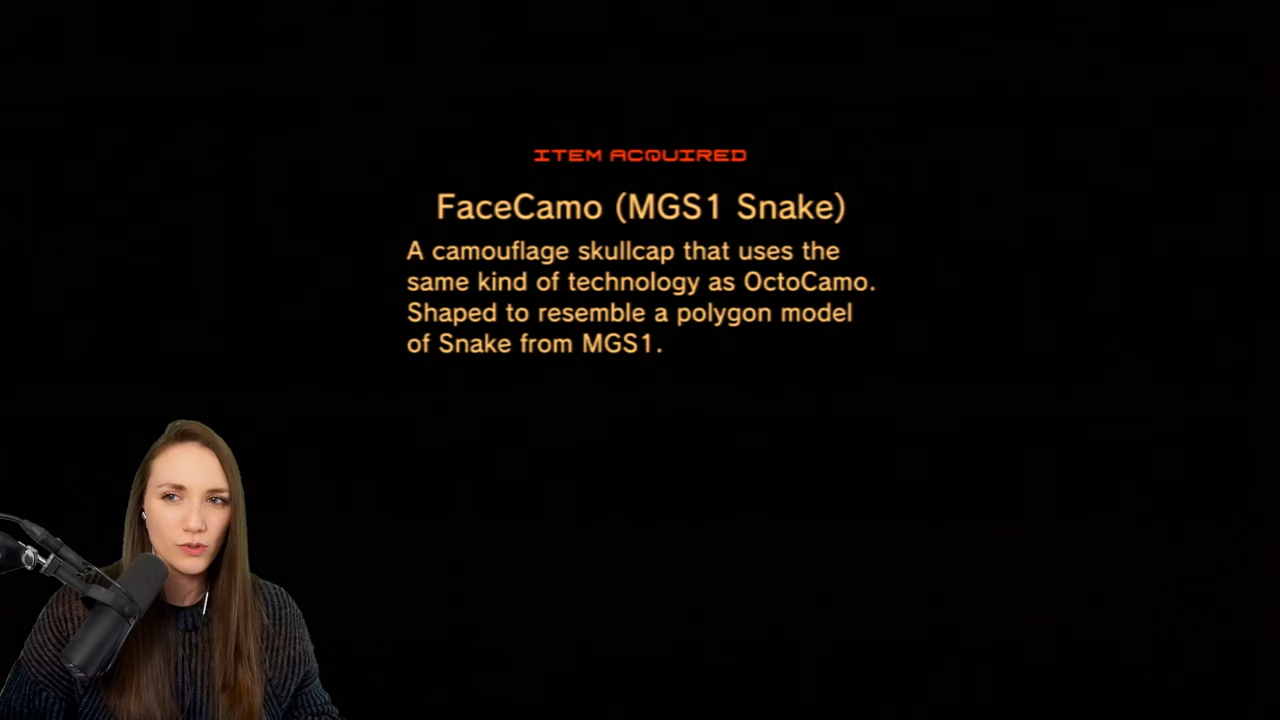 ITEM ACQUIRED
FaceCamo (MGS1 Snake)
A camouflage skullcap that uses the
same kind of technology as OctoCamo.
Shaped to resemble a polygon model
of Snake from MGS1.